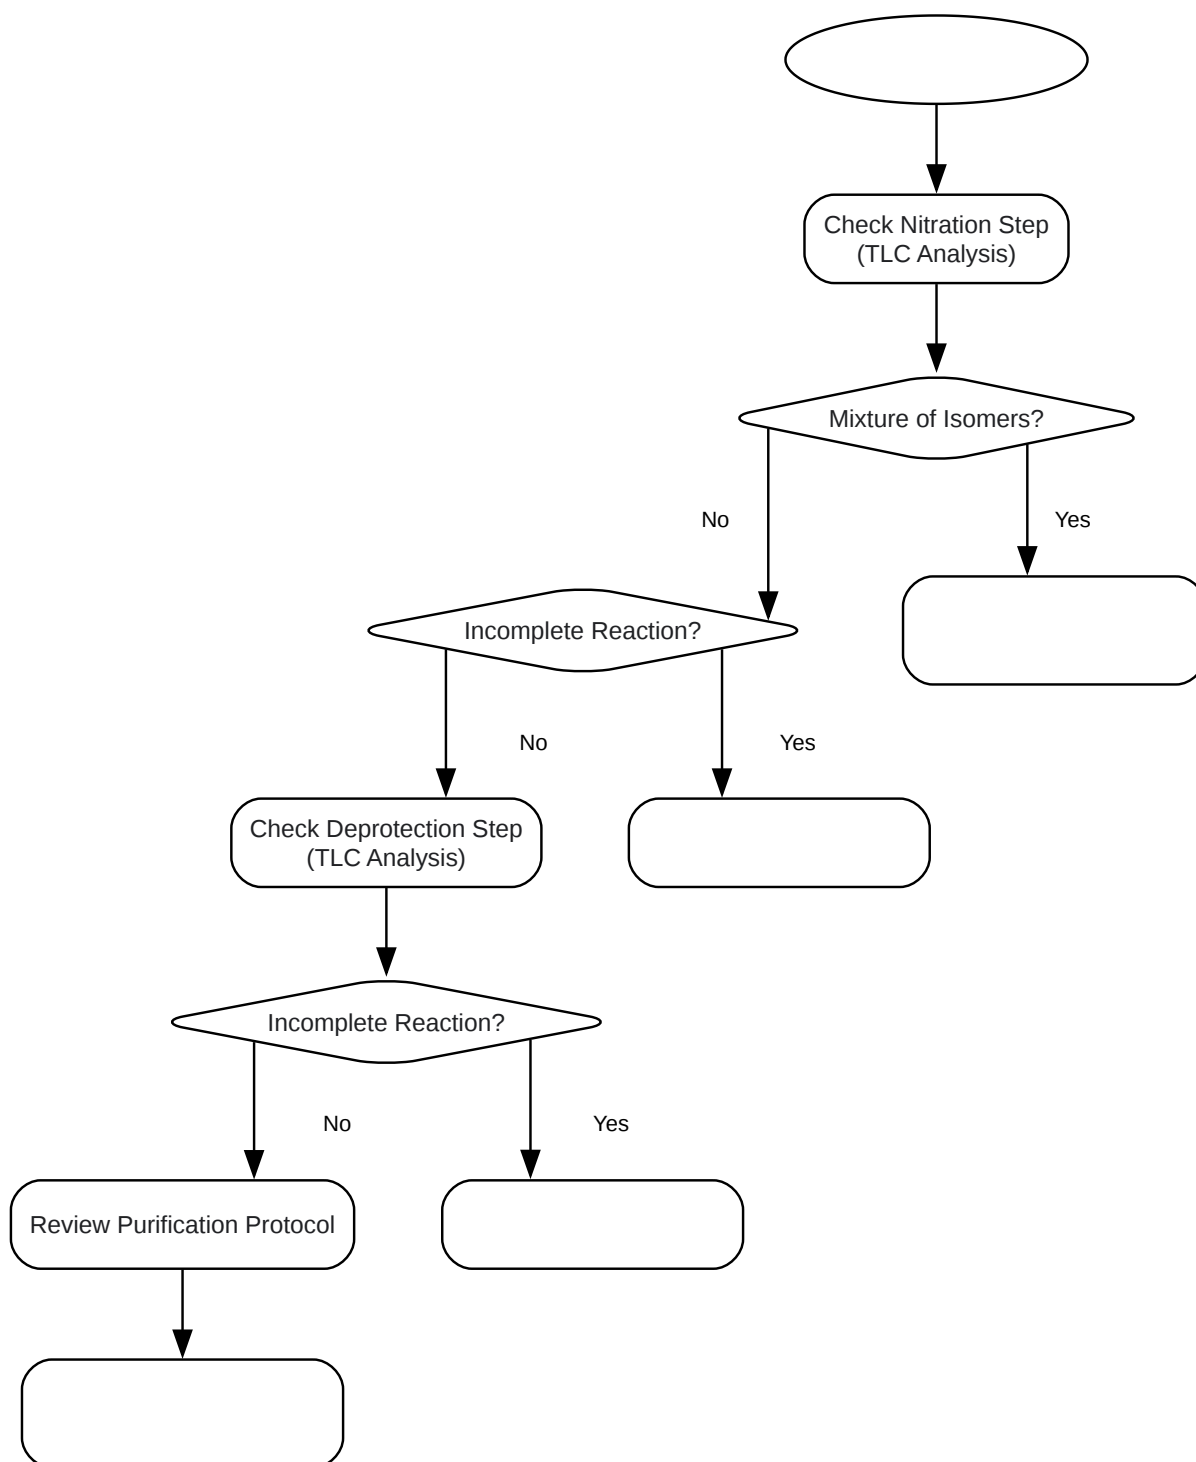 Check Nitration Step
(TLC Analysis)
Mixture of Isomers?
No
Yes
Incomplete Reaction?
No
Yes
Check Deprotection Step
(TLC Analysis)
Incomplete Reaction?
No
Yes
Review Purification Protocol